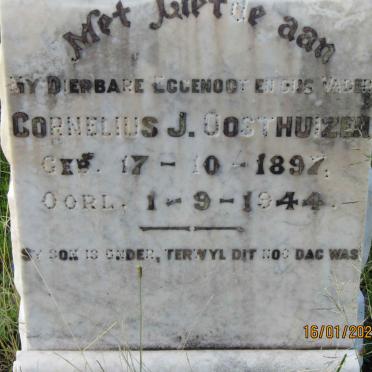 Met Liefde aan
My Dierbare Eggenoot en ons Vader
Cornelius J. Oosthuizen
Geb. 17-10-1897.
Oorl. 1-9-1944.
Sy son is onder, terwyl dit nog dag was
16/01/202